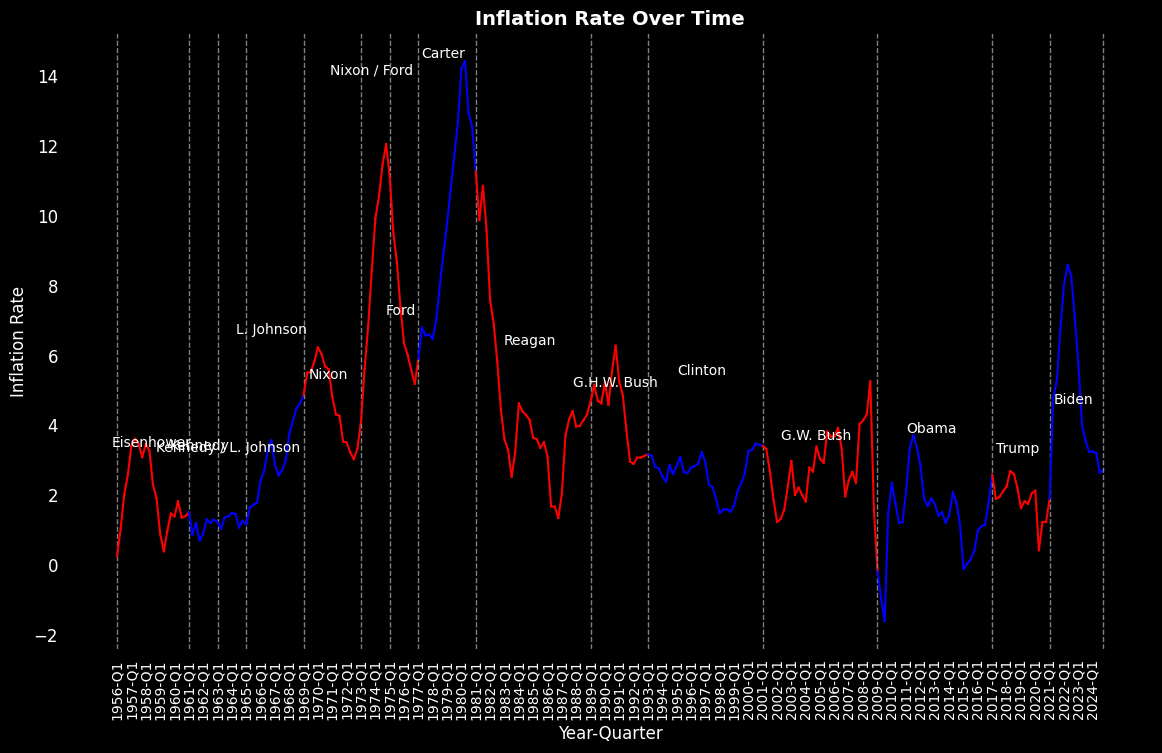 Inflation Rate Over Time
Inflation Rate
14
12
10
8
6
4
2
0
−2
Carter
Nixon / Ford
Ford
L. Johnson
Reagan
Nixon
G.H.W. Bush
Clinton
Eisenhower
Kennedy
Kennedy / L. Johnson
G.W. Bush
Obama
Trump
Biden
1956-Q1
1957-Q1
1958-Q1
1959-Q1
1960-Q1
1961-Q1
1962-Q1
1963-Q1
1964-Q1
1965-Q1
1966-Q1
1967-Q1
1968-Q1
1969-Q1
1970-Q1
1971-Q1
1972-Q1
1973-Q1
1974-Q1
1975-Q1
1976-Q1
1977-Q1
1978-Q1
1979-Q1
1980-Q1
1981-Q1
1982-Q1
1983-Q1
1984-Q1
1985-Q1
1986-Q1
1987-Q1
1988-Q1
1989-Q1
1990-Q1
1991-Q1
1992-Q1
1993-Q1
1994-Q1
1995-Q1
1996-Q1
1997-Q1
1998-Q1
1999-Q1
2000-Q1
2001-Q1
2002-Q1
2003-Q1
2004-Q1
2005-Q1
2006-Q1
2007-Q1
2008-Q1
2009-Q1
2010-Q1
2011-Q1
2012-Q1
2013-Q1
2014-Q1
2015-Q1
2016-Q1
2017-Q1
2018-Q1
2019-Q1
2020-Q1
2021-Q1
2022-Q1
2023-Q1
2024-Q1
Year-Quarter